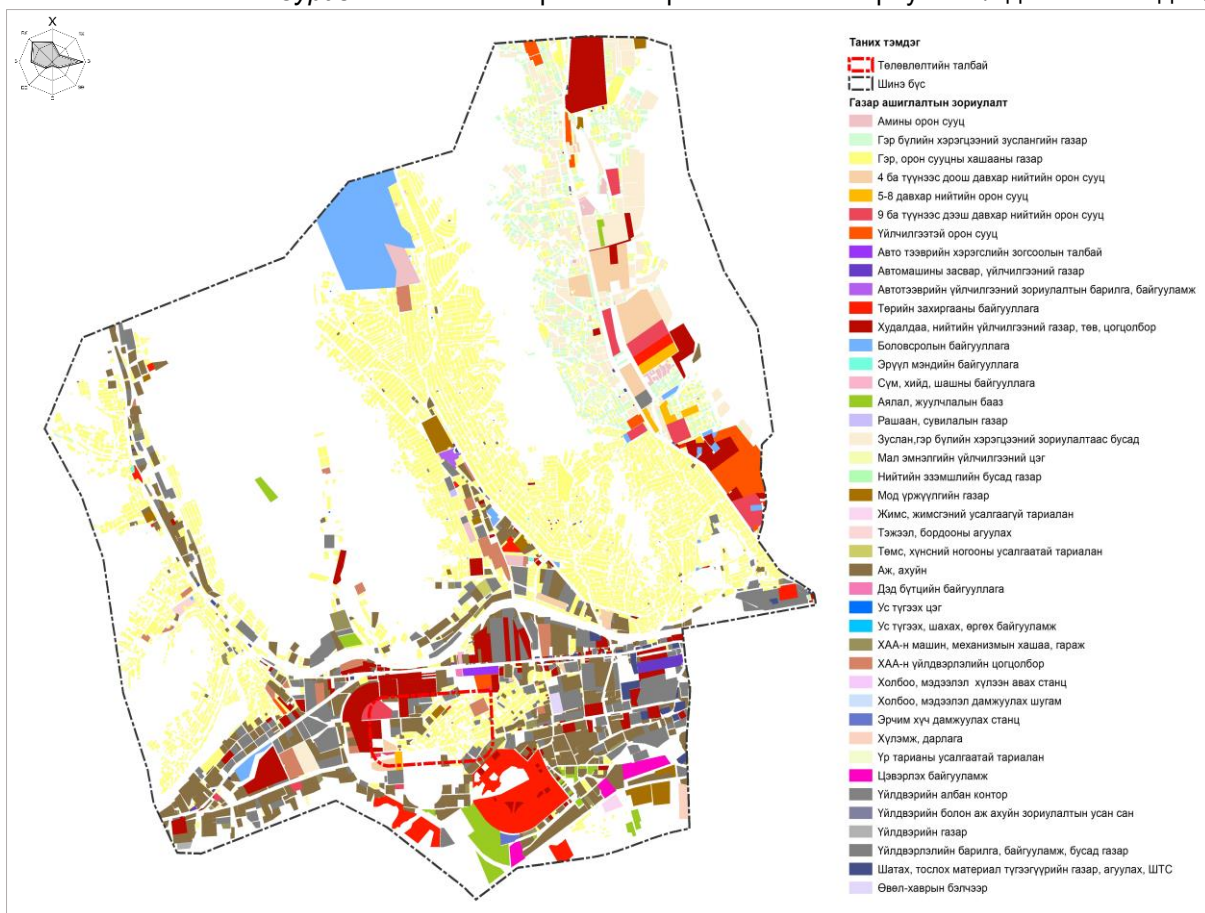 Х
Таних тэмдэг
Төлөвлөлтийн талбай
Шинэ бүс
Газар ашиглалтын зориулалт
Амины орон сууц
Гэр бүлийн хэрэгцээний зуслангийн газар
Гэр, орон сууцны хашааны газар
4 ба түүнээс доош давхар нийтийн орон сууц
5-8 давхар нийтийн орон сууц
9 ба түүнээс дээш давхар нийтийн орон сууц
Үйлчилгээтэй орон сууц
Авто тээврийн хэрэгслийн зогсоолын талбай
Автомашины засвар, үйлчилгээний газар
Автотээврийн үйлчилгээний зориулалтын барилга, байгууламж
Төрийн захиргааны байгууллага
Худалдаа, нийтийн үйлчилгээний газар, төв, цогцолбор
Боловсролын байгууллага
Эрүүл мэндийн байгууллага
Сүм, хийд, шашны байгууллага
Аялал, жуулчлалын бааз
Рашаан, сувилалын газар
Зуслан,гэр бүлийн хэрэгцээний зориулалтаас бусад
Мал эмнэлгийн үйлчилгээний цэг
Нийтийн эзэмшлийн бусад газар
Мод үржүүлгийн газар
Жимс, жимсгэний усалгаагүй тариалан
Тэжээл, бордооны агуулах
Төмс, хүнсний ногооны усалгаатай тариалан
Аж, ахуйн
Дэд бүтцийн байгууллага
Ус түгээх цэг
Ус түгээх, шахах, өргөх байгууламж
ХАА-н машин, механизмын хашаа, гараж
ХАА-н үйлдвэрлэлийн цогцолбор
Холбоо, мэдээлэл хүлээн авах станц
Холбоо, мэдээлэл дамжуулах шугам
Эрчим хүч дамжуулах станц
Хүлэмж, дарлага
Үр тарианы усалгаатай тариалан
Цэвэрлэх байгууламж
Үйлдвэрийн албан контор
Үйлдвэрийн болон аж ахуйн зориулалтын усан сан
Үйлдвэрийн газар
Үйлдвэрлэлийн барилга, байгууламж, бусад газар
Шатах, тослох материал түгээгүүрийн газар, агуулах, ШТС
Өвөл-хаврын бэлчээр